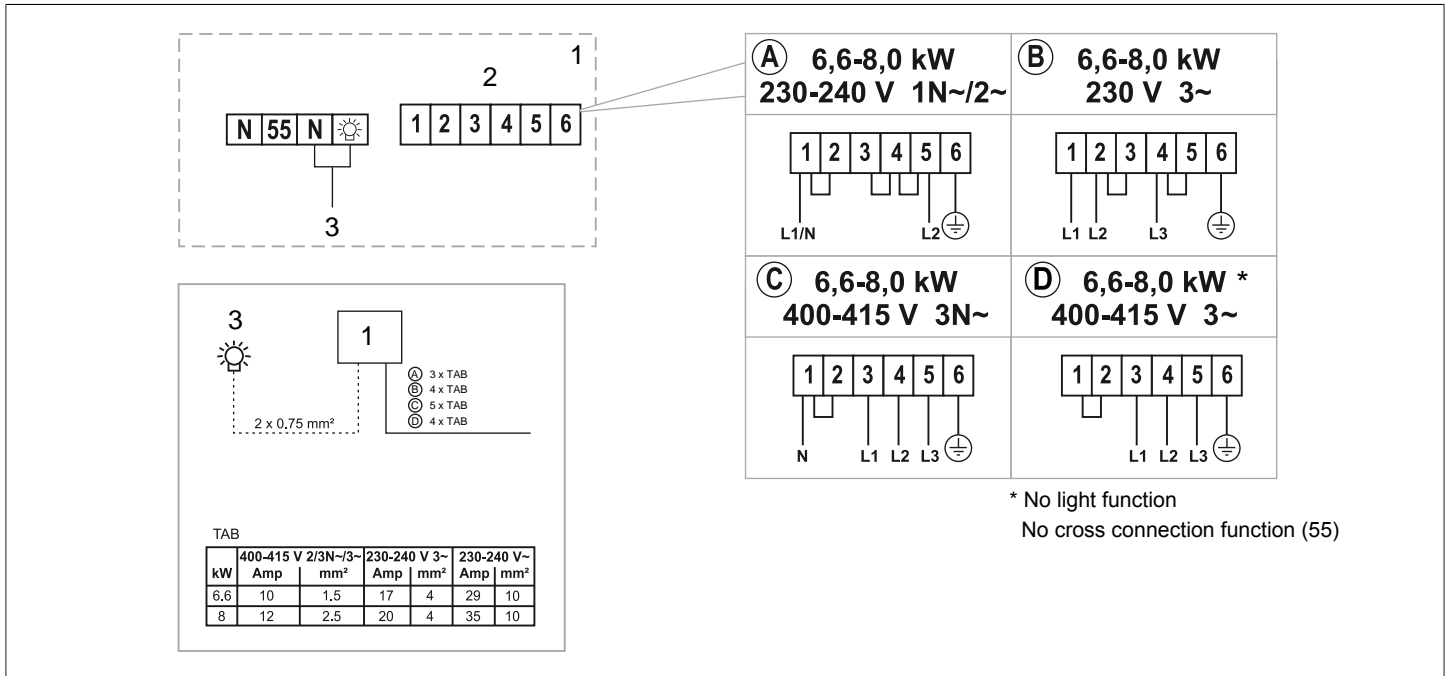 1
2
N 55 N
1 2 3 4 5 6
3
A 6,6-8,0 kW
230-240 V 1N~/2~
1 2 3 4 5 6
L1/N L2
B 6,6-8,0 kW
230 V 3~
1 2 3 4 5 6
L1 L2 L3
C 6,6-8,0 kW
400-415 V 3N~
1 2 3 4 5 6
N L1 L2 L3
D 6,6-8,0 kW *
400-415 V 3~
1 2 3 4 5 6
L1 L2 L3
* No light function
No cross connection function (55)
3
1
A 3 x TAB
B 4 x TAB
C 5 x TAB
D 4 x TAB
2 x 0.75 mm²
TAB
400-415 V 2/3N~/3~ 230-240 V 3~ 230-240 V~
kW Amp mm² Amp mm² Amp mm²
6.6 10 1.5 17 4 29 10
8 12 2.5 20 4 35 10